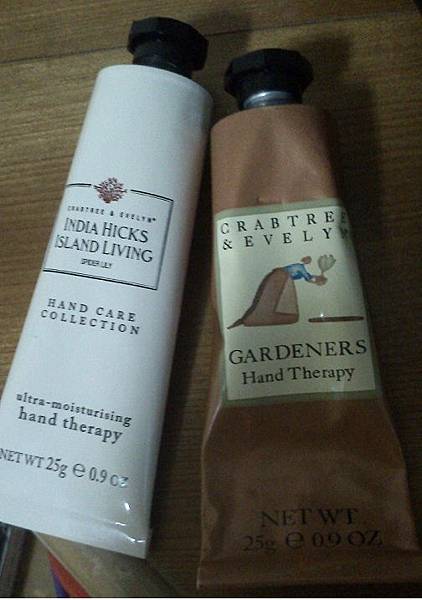 CRABTREE & EVELYN®
INDIA HICKS
ISLAND LIVING
SPIDER LILY
HAND CARE
COLLECTION
ultra-moisturising
hand therapy
NET WT 25g ℮ 0.9 OZ
CRABTREE
& EVELYN
GARDENERS
Hand Therapy
NET WT
25g ℮ 0.9 OZ